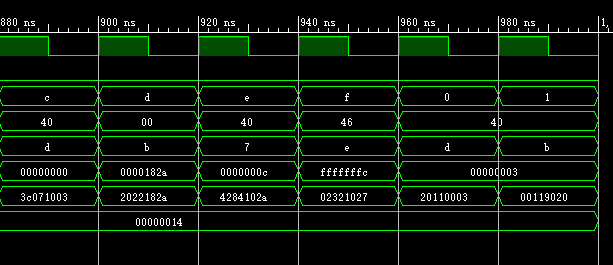 880 ns 900 ns 920 ns 940 ns 960 ns 980 ns 1,
c d e f 0 1
40 00 40 46 40
d b 7 e d b
00000000 0000182a 0000000c fffffffc 00000003
3c071003 2022182a 4284102a 02321027 20110003 00119020
00000014